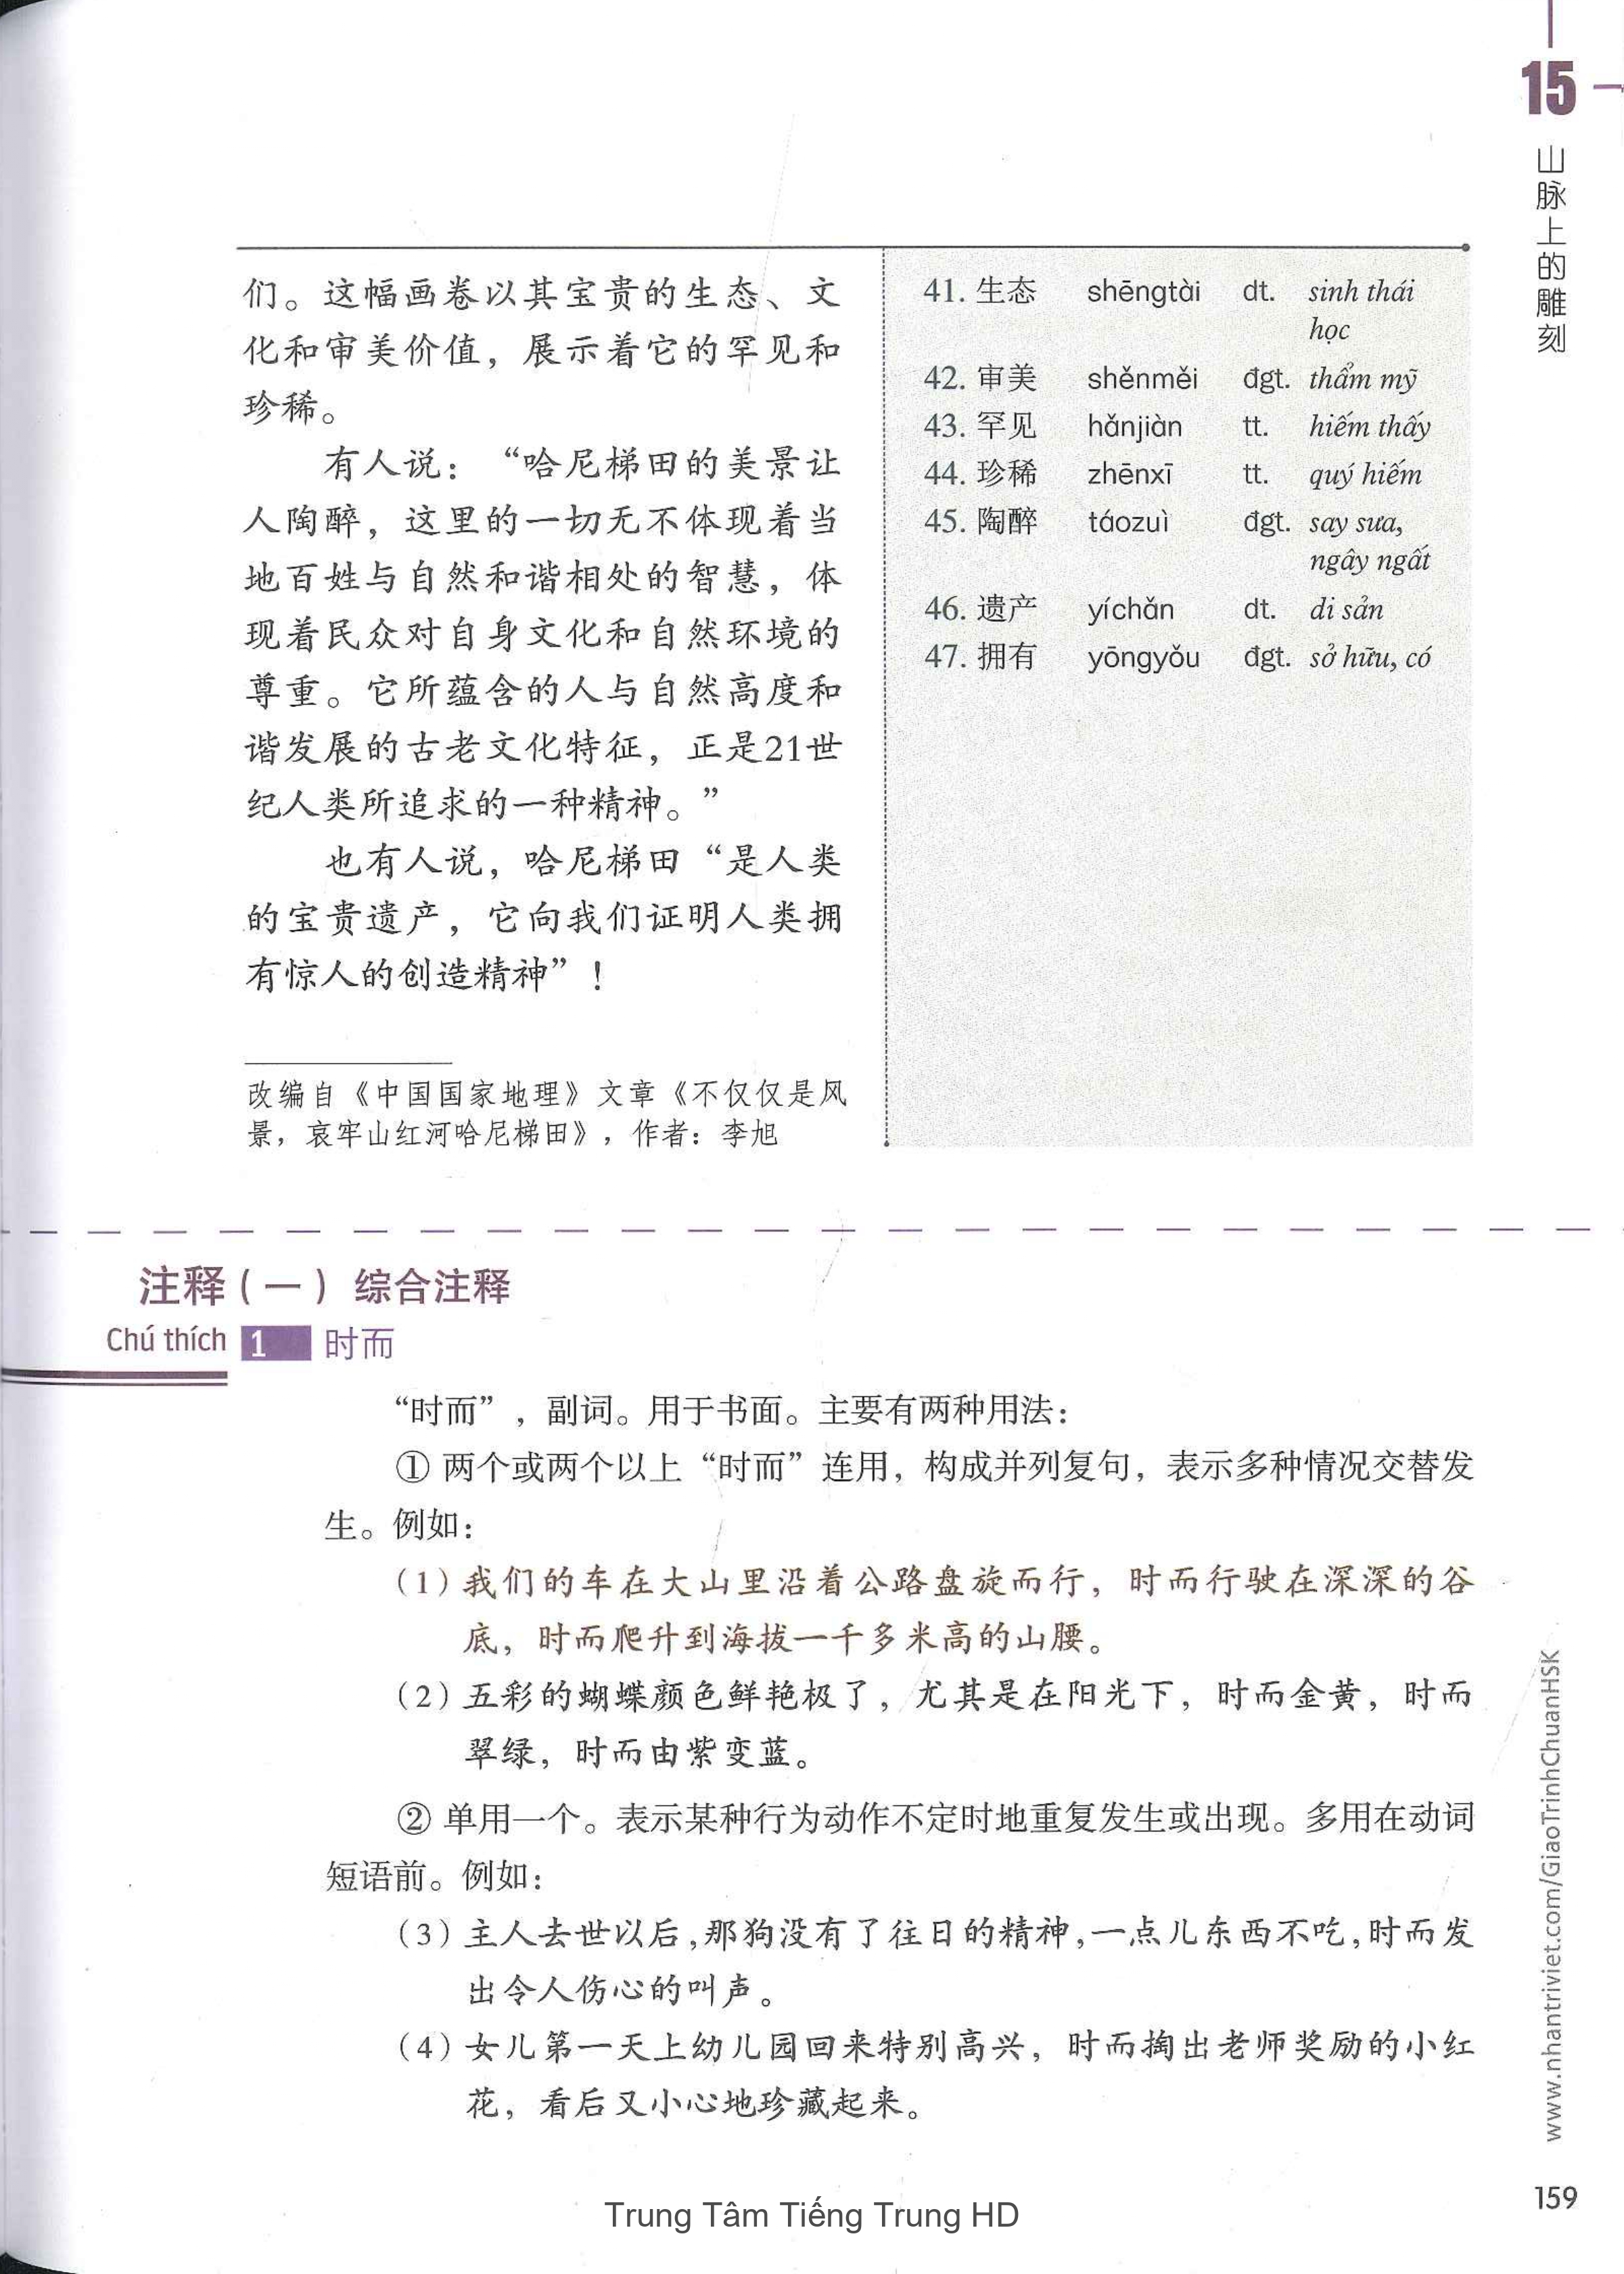 15
山脉上的雕刻
们。这幅画卷以其宝贵的生态、文
化和审美价值，展示着它的罕见和
珍稀。
有人说：“哈尼梯田的美景让
人陶醉，这里的一切无不体现着当
地百姓与自然和谐相处的智慧，体
现着民众对自身文化和自然环境的
尊重。它所蕴含的人与自然高度和
谐发展的古老文化特征，正是21世
纪人类所追求的一种精神。”
也有人说，哈尼梯田“是人类
的宝贵遗产，它向我们证明人类拥
有惊人的创造精神”！
改编自《中国国家地理》文章《不仅仅是风
景，哀牢山红河哈尼梯田》，作者：李旭
41. 生态 shēngtài dt. sinh thái
học
42. 审美 shěnměi đgt. thẩm mỹ
43. 罕见 hǎnjiàn tt. hiếm thấy
44. 珍稀 zhēnxī tt. quý hiếm
45. 陶醉 táozuì đgt. say sưa,
ngây ngất
46. 遗产 yíchǎn dt. di sản
47. 拥有 yōngyǒu đgt. sở hữu, có
注释（一）综合注释
Chú thích 1 时而
“时而”，副词。用于书面。主要有两种用法：
① 两个或两个以上“时而”连用，构成并列复句，表示多种情况交替发
生。例如：
（1）我们的车在大山里沿着公路盘旋而行，时而行驶在深深的谷
底，时而爬升到海拔一千多米高的山腰。
（2）五彩的蝴蝶颜色鲜艳极了，尤其是在阳光下，时而金黄，时而
翠绿，时而由紫变蓝。
② 单用一个。表示某种行为动作不定时地重复发生或出现。多用在动词
短语前。例如：
（3）主人去世以后，那狗没有了往日的精神，一点儿东西不吃，时而发
出令人伤心的叫声。
（4）女儿第一天上幼儿园回来特别高兴，时而掏出老师奖励的小红
花，看后又小心地珍藏起来。
www.nhantriviet.com/GiaoTrinhChuanHSK
159
Trung Tâm Tiếng Trung HD